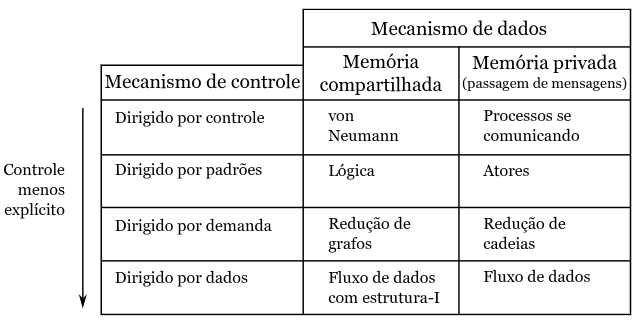 Mecanismo de dados
Mecanismo de controle
Memória
compartilhada
Memória privada
(passagem de mensagens)
Controle
menos
explícito
Dirigido por controle
von
Neumann
Processos se
comunicando
Dirigido por padrões
Lógica
Atores
Dirigido por demanda
Redução de
grafos
Redução de
cadeias
Dirigido por dados
Fluxo de dados
com estrutura-I
Fluxo de dados